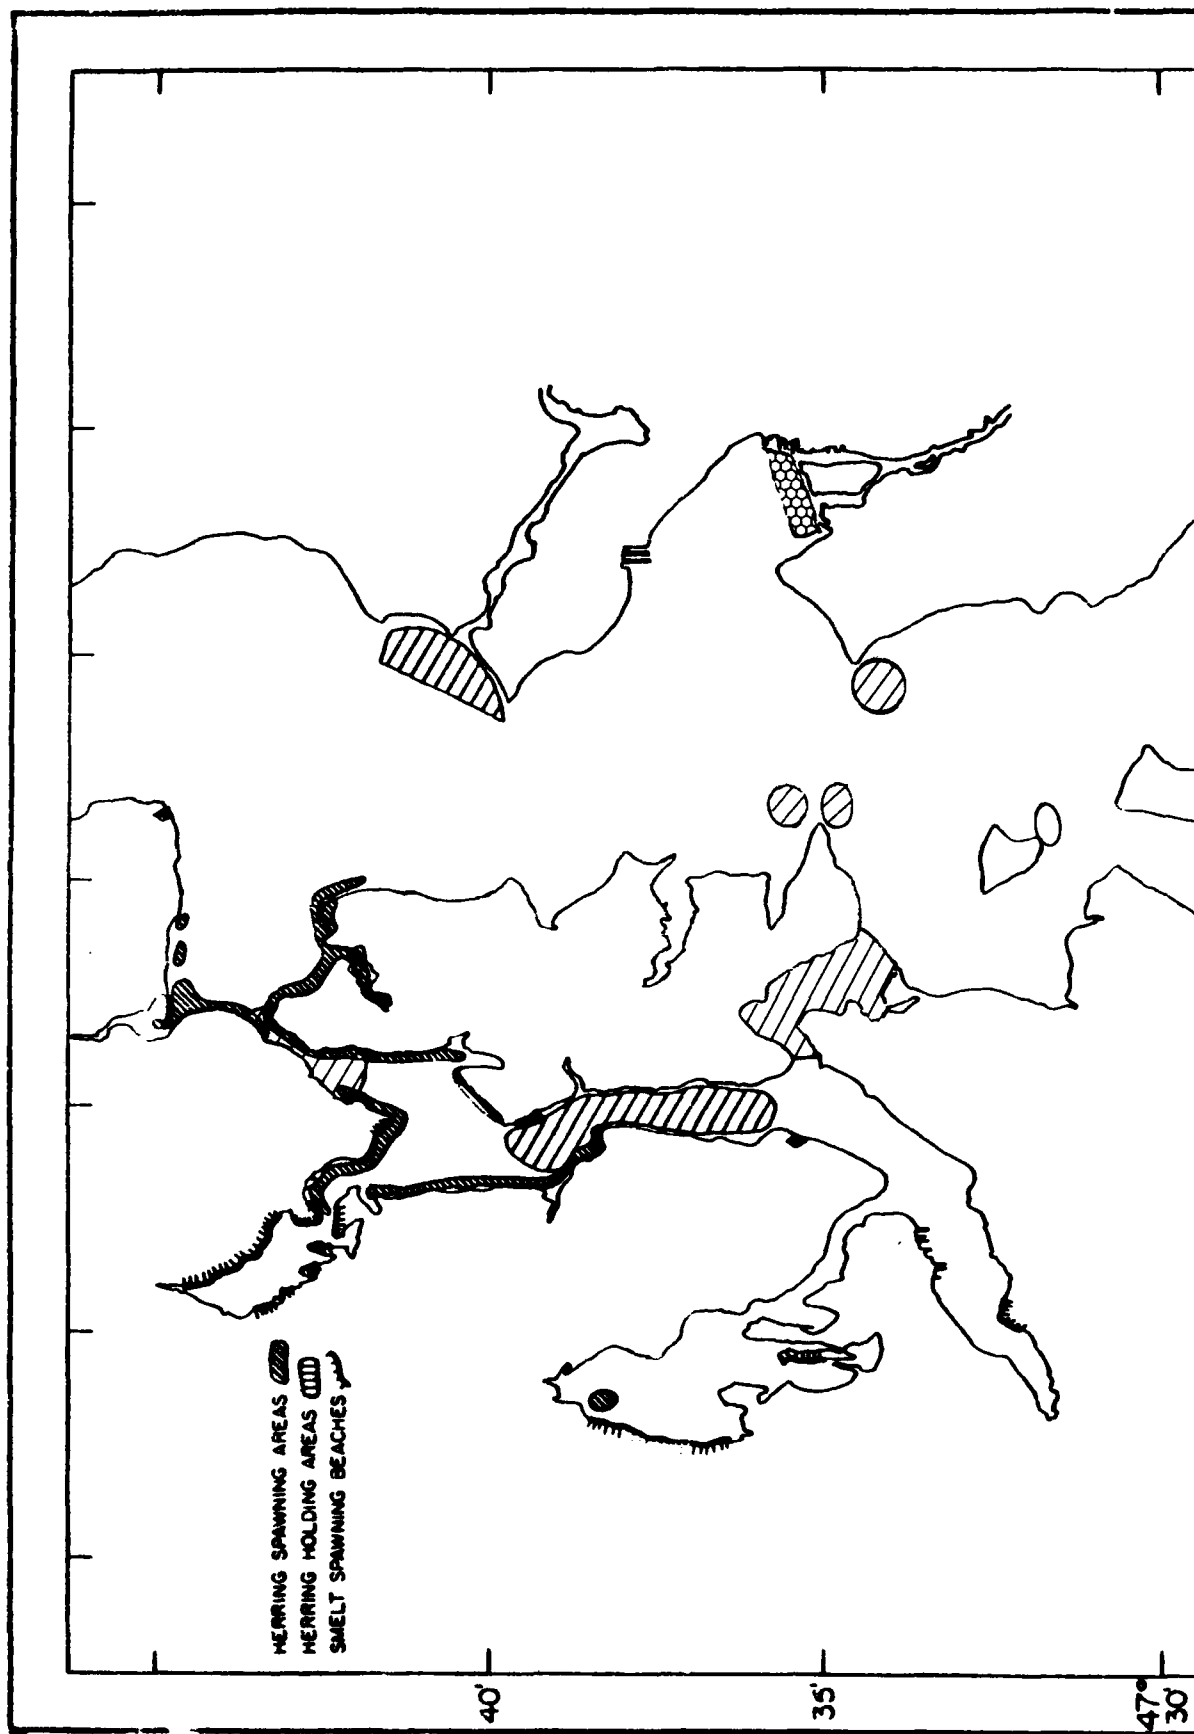 HERRING SPAWNING AREAS
HERRING HOLDING AREAS
SMELT SPAWNING BEACHES
40'
35'
47°
30'